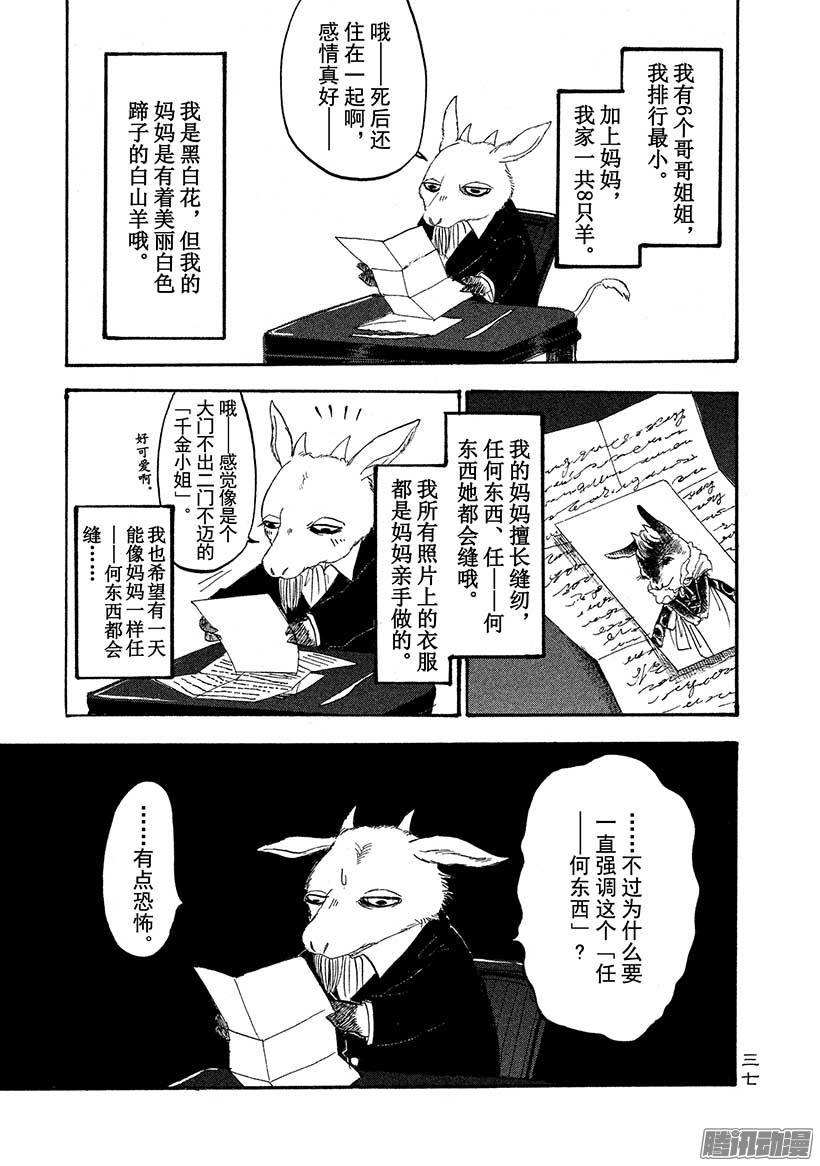 我有6个哥哥姐姐，
我排行最小。
加上妈妈，
我家一共8只羊。
哦——死后还
住在一起啊，
感情真好——
我是黑白花，但我的
妈妈是有着美丽白色
蹄子的白山羊哦。
我的妈妈擅长缝纫，
任何东西、任——何
东西她都会缝哦。
我所有照片上的衣服
都是妈妈亲手做的。
哦——感觉像是个
大门不出二门不迈的
「千金小姐」。
好可爱啊。
我也希望有一天
能像妈妈一样任
——何东西都会
缝……
……不过为什么要
一直强调这个「任
——何东西」？
……有点恐怖。
三七
腾讯动漫